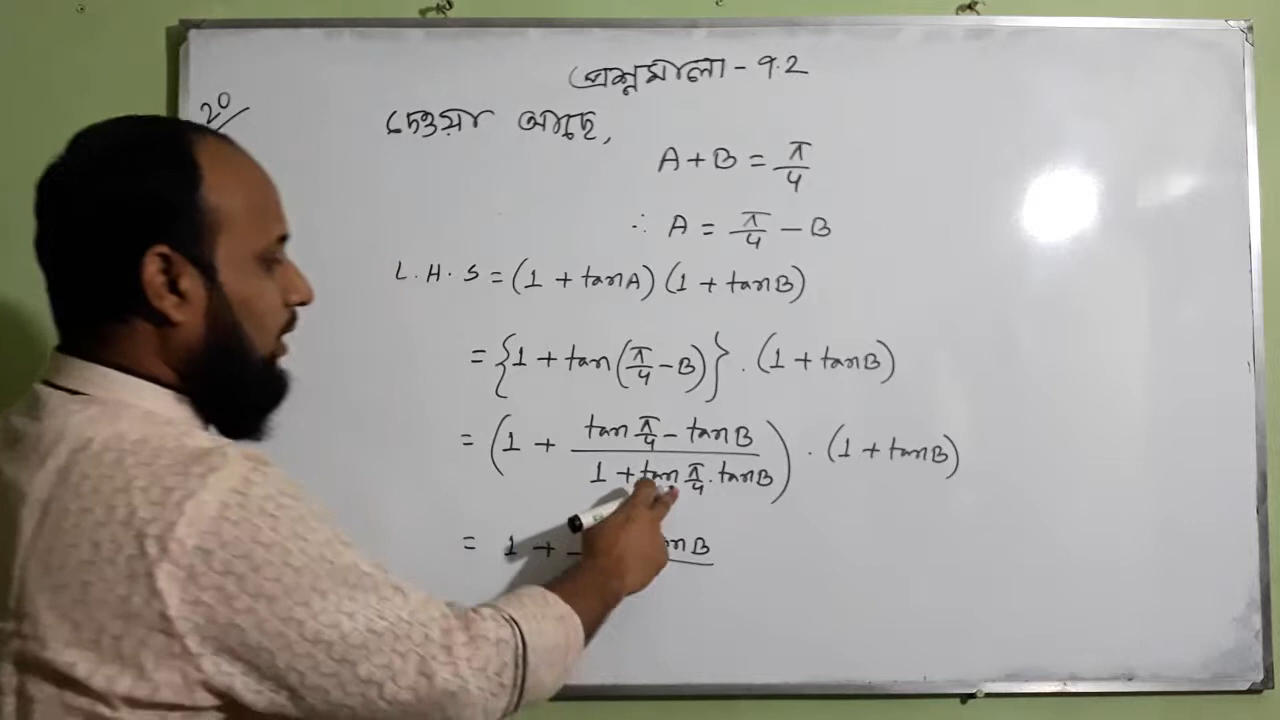 প্রশ্নমালা - ৭.2
20
দেওয়া আছে,
A + B = π/4
∴ A = π/4 - B
L.H.S = (1 + tanA) (1 + tanB)
= {1 + tan(π/4 - B)} . (1 + tanB)
= (1 + (tan π/4 - tanB)/(1 + tan π/4 . tanB)) . (1 + tanB)
= 1 +